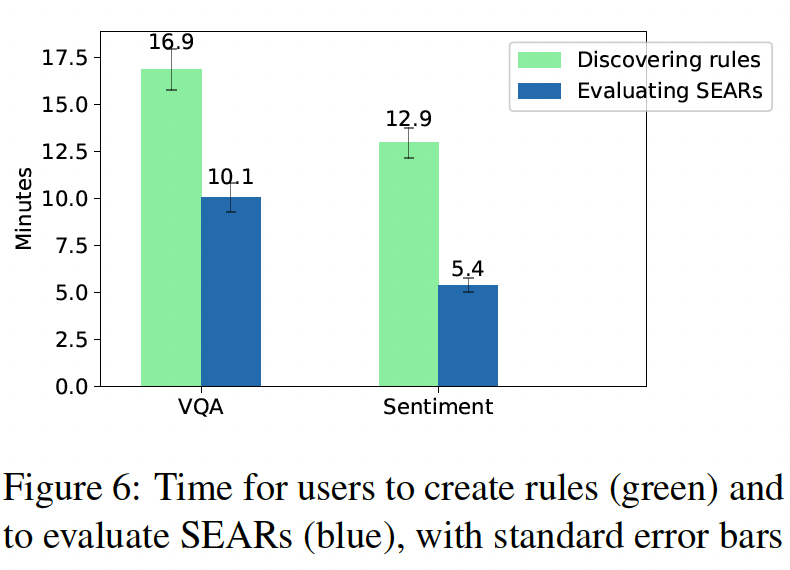 16.9
17.5
Discovering rules
Evaluating SEARs
15.0
12.9
12.5
10.1
10.0
Minutes
7.5
5.4
5.0
2.5
0.0
VQA
Sentiment
Figure 6: Time for users to create rules (green) and
to evaluate SEARs (blue), with standard error bars